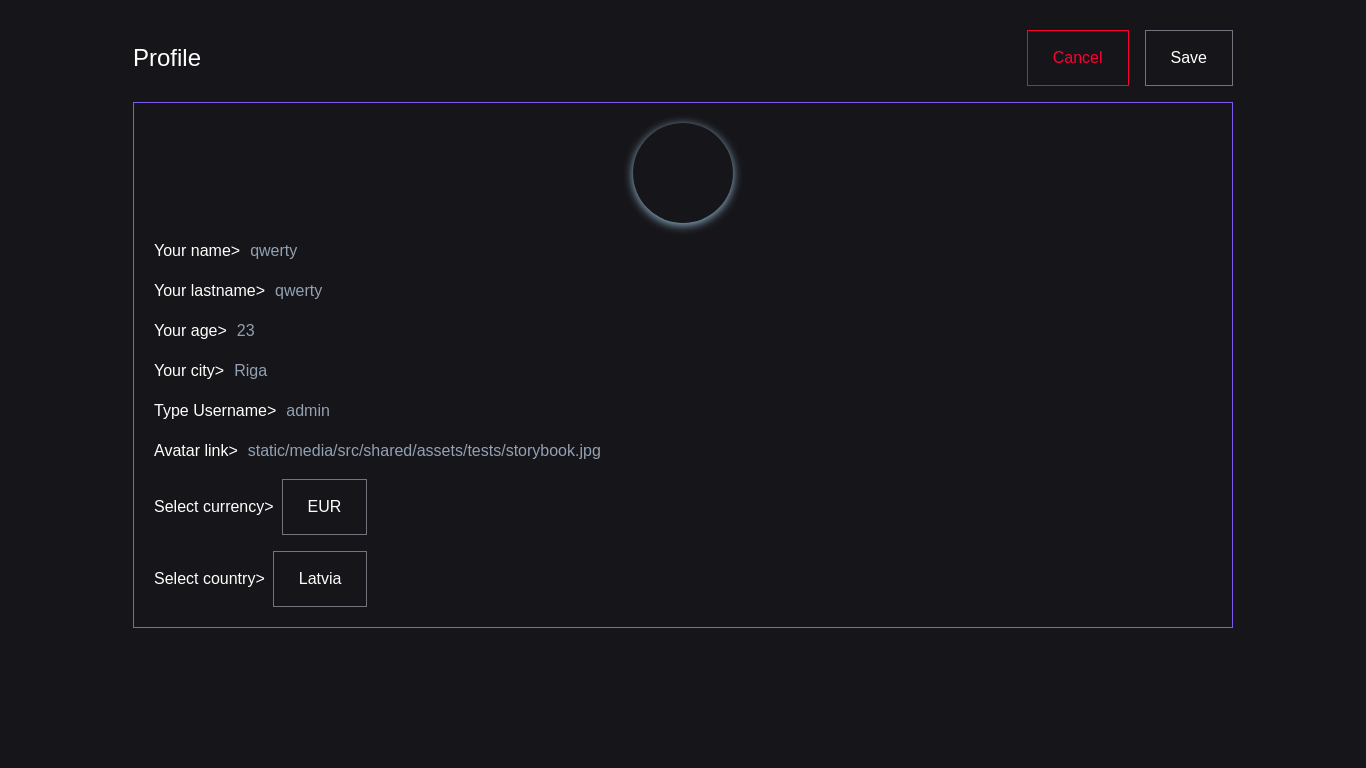 Profile
Cancel
Save
Your name> qwerty
Your lastname> qwerty
Your age> 23
Your city> Riga
Type Username> admin
Avatar link> static/media/src/shared/assets/tests/storybook.jpg
Select currency> EUR
Select country> Latvia